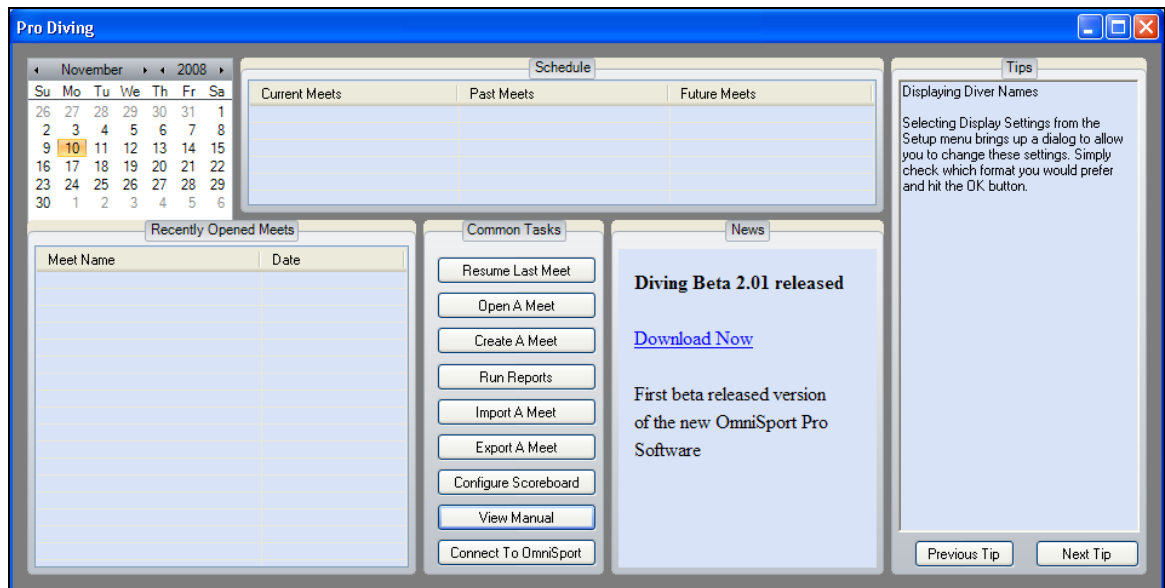 Pro Diving
November 2008
Su Mo Tu We Th Fr Sa
26 27 28 29 30 31 1
2 3 4 5 6 7 8
9 10 11 12 13 14 15
16 17 18 19 20 21 22
23 24 25 26 27 28 29
30 1 2 3 4 5 6
Schedule
Current Meets Past Meets Future Meets
Recently Opened Meets
Meet Name Date
Common Tasks
Resume Last Meet
Open A Meet
Create A Meet
Run Reports
Import A Meet
Export A Meet
Configure Scoreboard
View Manual
Connect To OmniSport
News
Diving Beta 2.01 released
Download Now
First beta released version
of the new OmniSport Pro
Software
Tips
Displaying Diver Names
Selecting Display Settings from the
Setup menu brings up a dialog to allow
you to change these settings. Simply
check which format you would prefer
and hit the OK button.
Previous Tip Next Tip